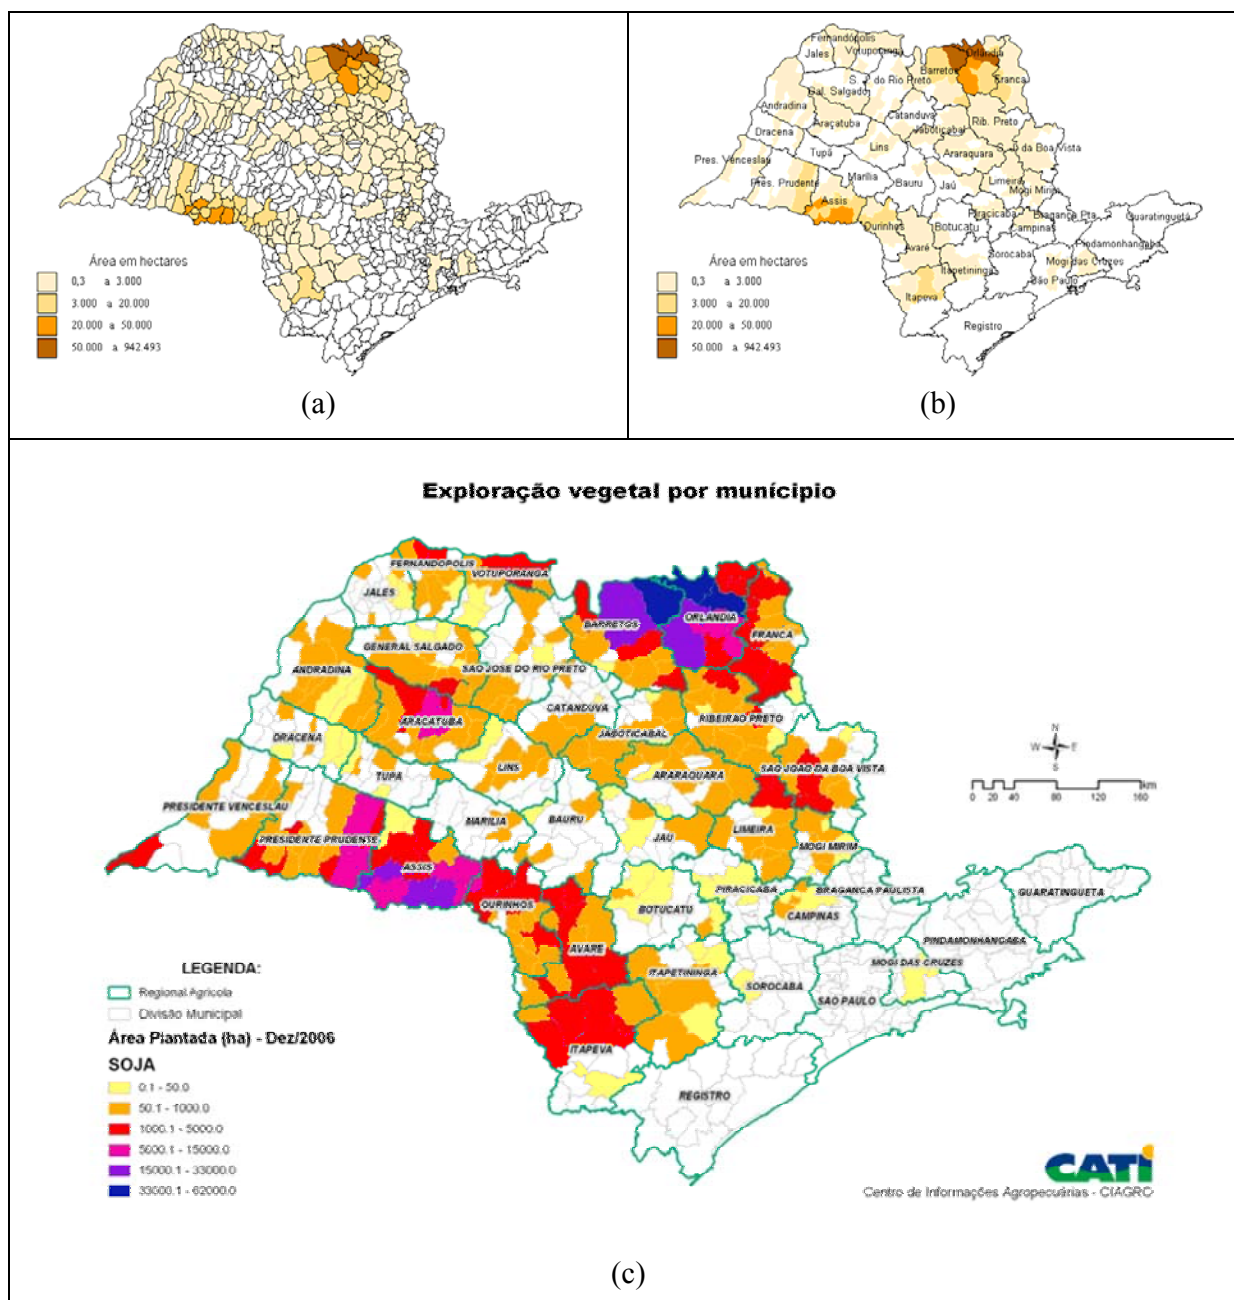 Área em hectares
0,3 a 3.000
3.000 a 20.000
20.000 a 50.000
50.000 a 942.493
(a)
Fernandópolis
Jales
Votuporanga
Orlândia
Barretos
S. J. do Rio Preto
Franca
Gal. Salgado
Andradina
Catanduva
Araçatuba
Jaboticabal
Rib. Preto
Dracena
Lins
S. J. da Boa Vista
Tupã
Araraquara
Pres. Venceslau
Marília
Pres. Prudente
Bauru
Jaú
Limeira
Mogi Mirim
Assis
Piracicaba
Bragança Pta.
Guaratinguetá
Ourinhos
Botucatu
Campinas
Avaré
Sorocabal
Pindamonhangaba
Itapetininga
Mogi das Cruzes
São Paulo
Itapeva
Registro
Área em hectares
0,3 a 3.000
3.000 a 20.000
20.000 a 50.000
50.000 a 942.493
(b)
Exploração vegetal por munícipio
FERNANDOPOLIS
VOTUPORANGA
JALES
BARRETOS
ORLANDIA
FRANCA
GENERAL SALGADO
SAO JOSE DO RIO PRETO
ANDRADINA
CATANDUVA
ARACATUBA
RIBEIRAO PRETO
JABOTICABAL
DRACENA
LINS
ARARAQUARA
SAO JOAO DA BOA VISTA
TUPA
PRESIDENTE VENCESLAU
MARILIA
BAURU
JAU
LIMEIRA
PRESIDENTE PRUDENTE
MOGI MIRIM
ASSIS
PIRACICABA
BRAGANCA PAULISTA
GUARATINGUETA
OURINHOS
BOTUCATU
CAMPINAS
PINDAMONHANGABA
AVARE
MOGI DAS CRUZES
ITAPETININGA
SOROCABA
SAO PAULO
ITAPEVA
REGISTRO
N
W E
S
km
0 20 40 80 120 160
LEGENDA:
Regional Agrícola
Divisão Municipal
Área Plantada (ha) - Dez/2006
SOJA
0.1 - 50.0
50.1 - 1000.0
1000.1 - 5000.0
5000.1 - 15000.0
15000.1 - 33000.0
33000.1 - 62000.0
CATI
Centro de Informações Agropecuárias - CIAGRO
(c)